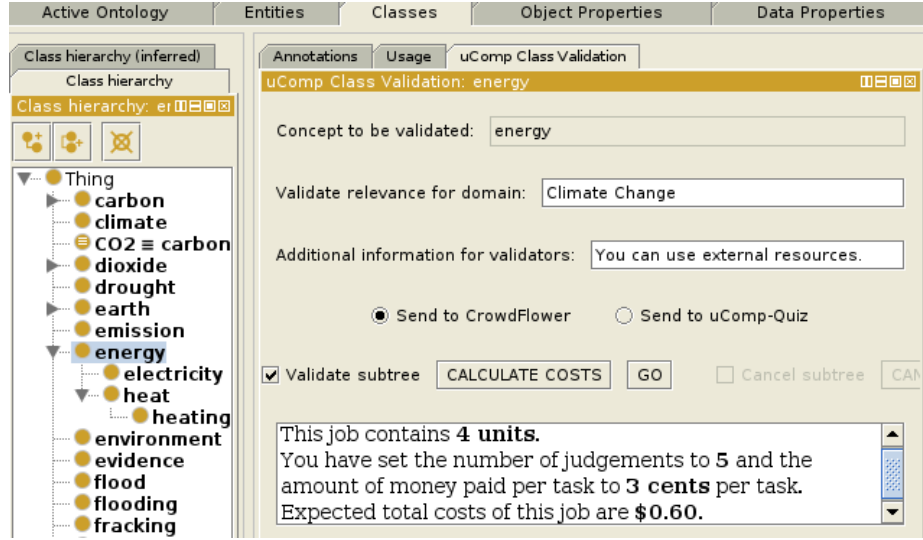 Active Ontology Entities Classes Object Properties Data Properties
Class hierarchy (inferred)
Class hierarchy
Class hierarchy: er
Thing
carbon
climate
CO2 ≡ carbon
dioxide
drought
earth
emission
energy
electricity
heat
heating
environment
evidence
flood
flooding
fracking
Annotations Usage uComp Class Validation
uComp Class Validation: energy
Concept to be validated: energy
Validate relevance for domain: Climate Change
Additional information for validators: You can use external resources.
Send to CrowdFlower Send to uComp-Quiz
Validate subtree CALCULATE COSTS GO Cancel subtree CAN
This job contains 4 units.
You have set the number of judgements to 5 and the
amount of money paid per task to 3 cents per task.
Expected total costs of this job are $0.60.